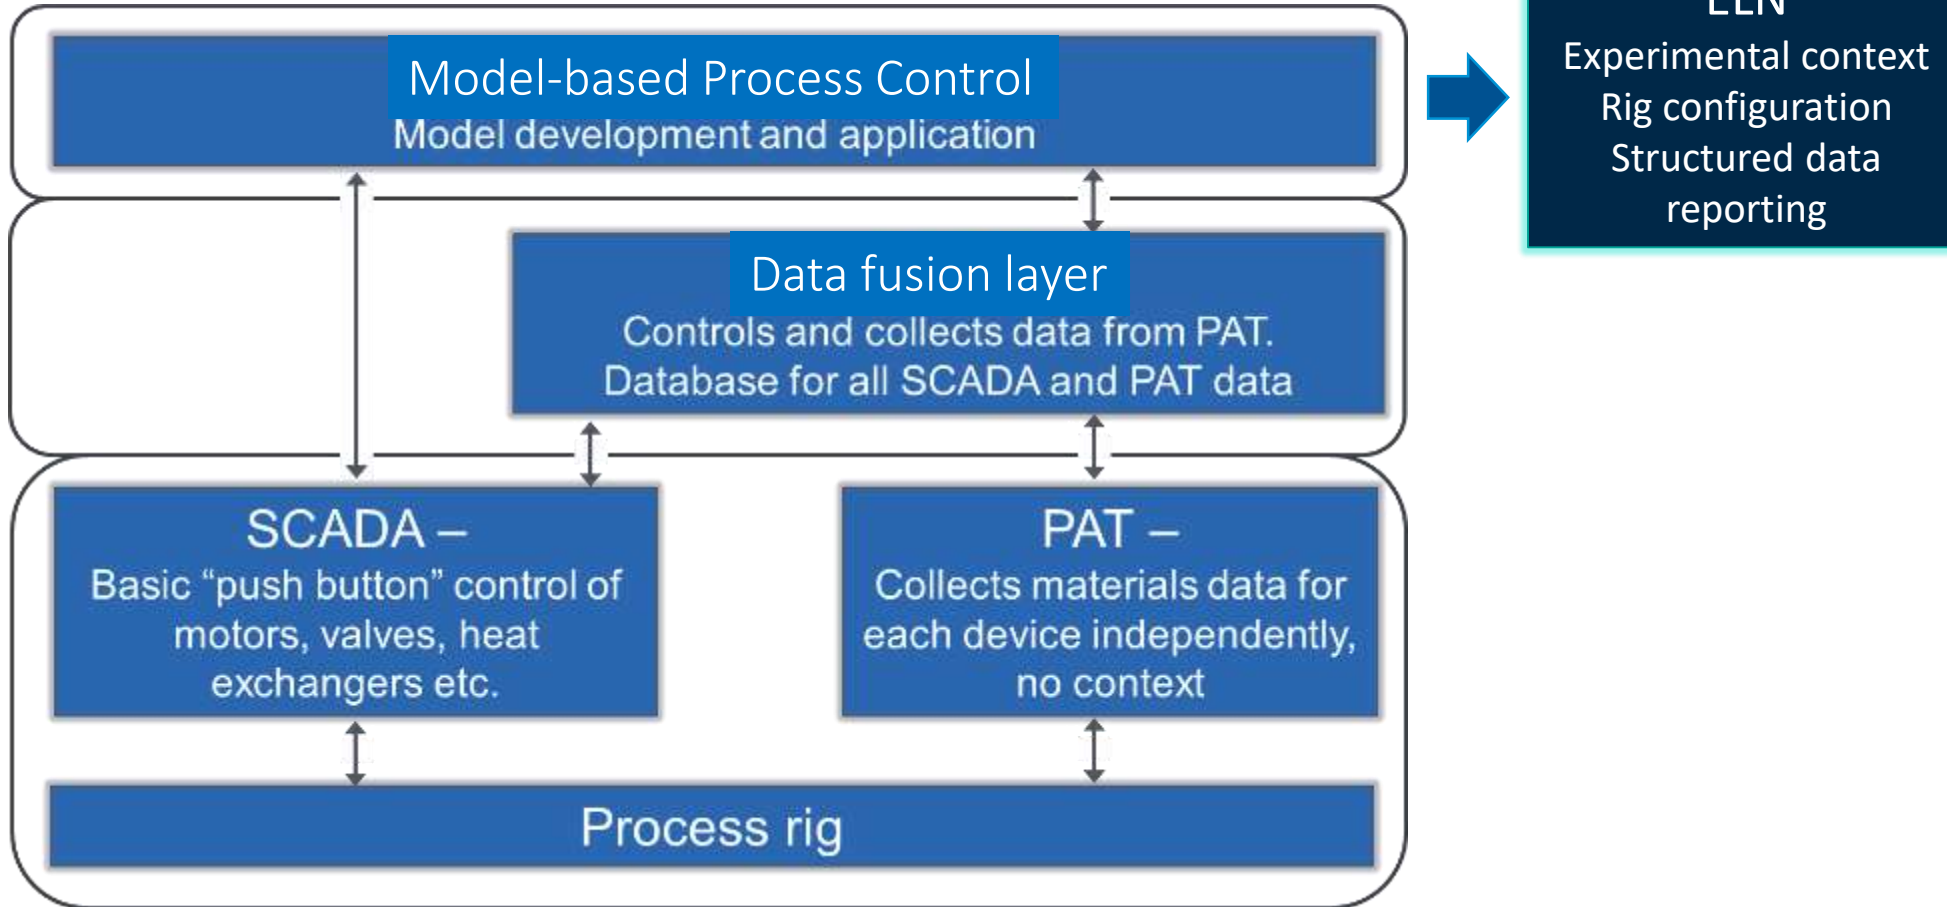 Model-based Process Control
Model development and application
Data fusion layer
Controls and collects data from PAT.
Database for all SCADA and PAT data
SCADA –
Basic “push button” control of
motors, valves, heat
exchangers etc.
PAT –
Collects materials data for
each device independently,
no context
Process rig
ELN
Experimental context
Rig configuration
Structured data
reporting